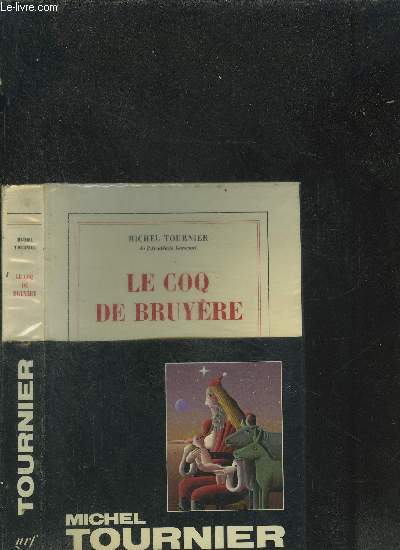 Le-livre.com
MICHEL TOURNIER
de l'Académie Goncourt
LE COQ
DE BRUYÈRE
MICHEL
TOURNIER
LE COQ
DE
BRUYÈRE
TOURNIER
nrf
MICHEL
TOURNIER